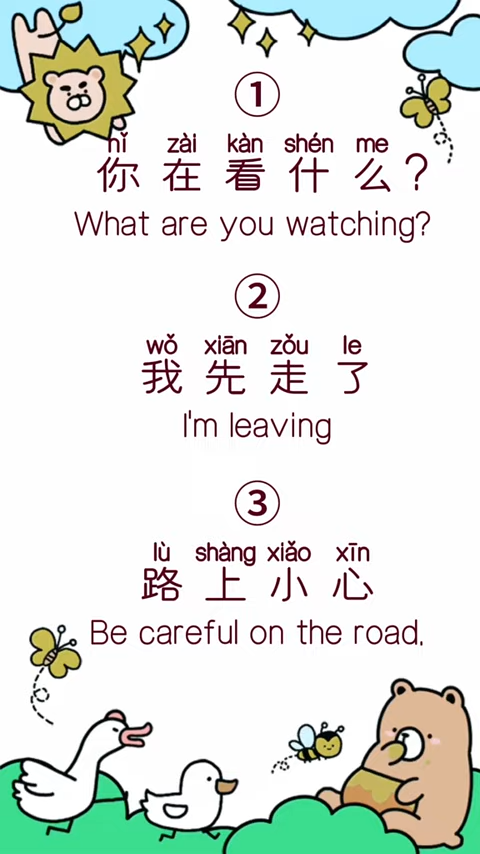 ①
nǐ zài kàn shén me
你在看什么?
What are you watching?
②
wǒ xiān zǒu le
我先走了
I'm leaving
③
lù shàng xiǎo xīn
路上小心
Be careful on the road.